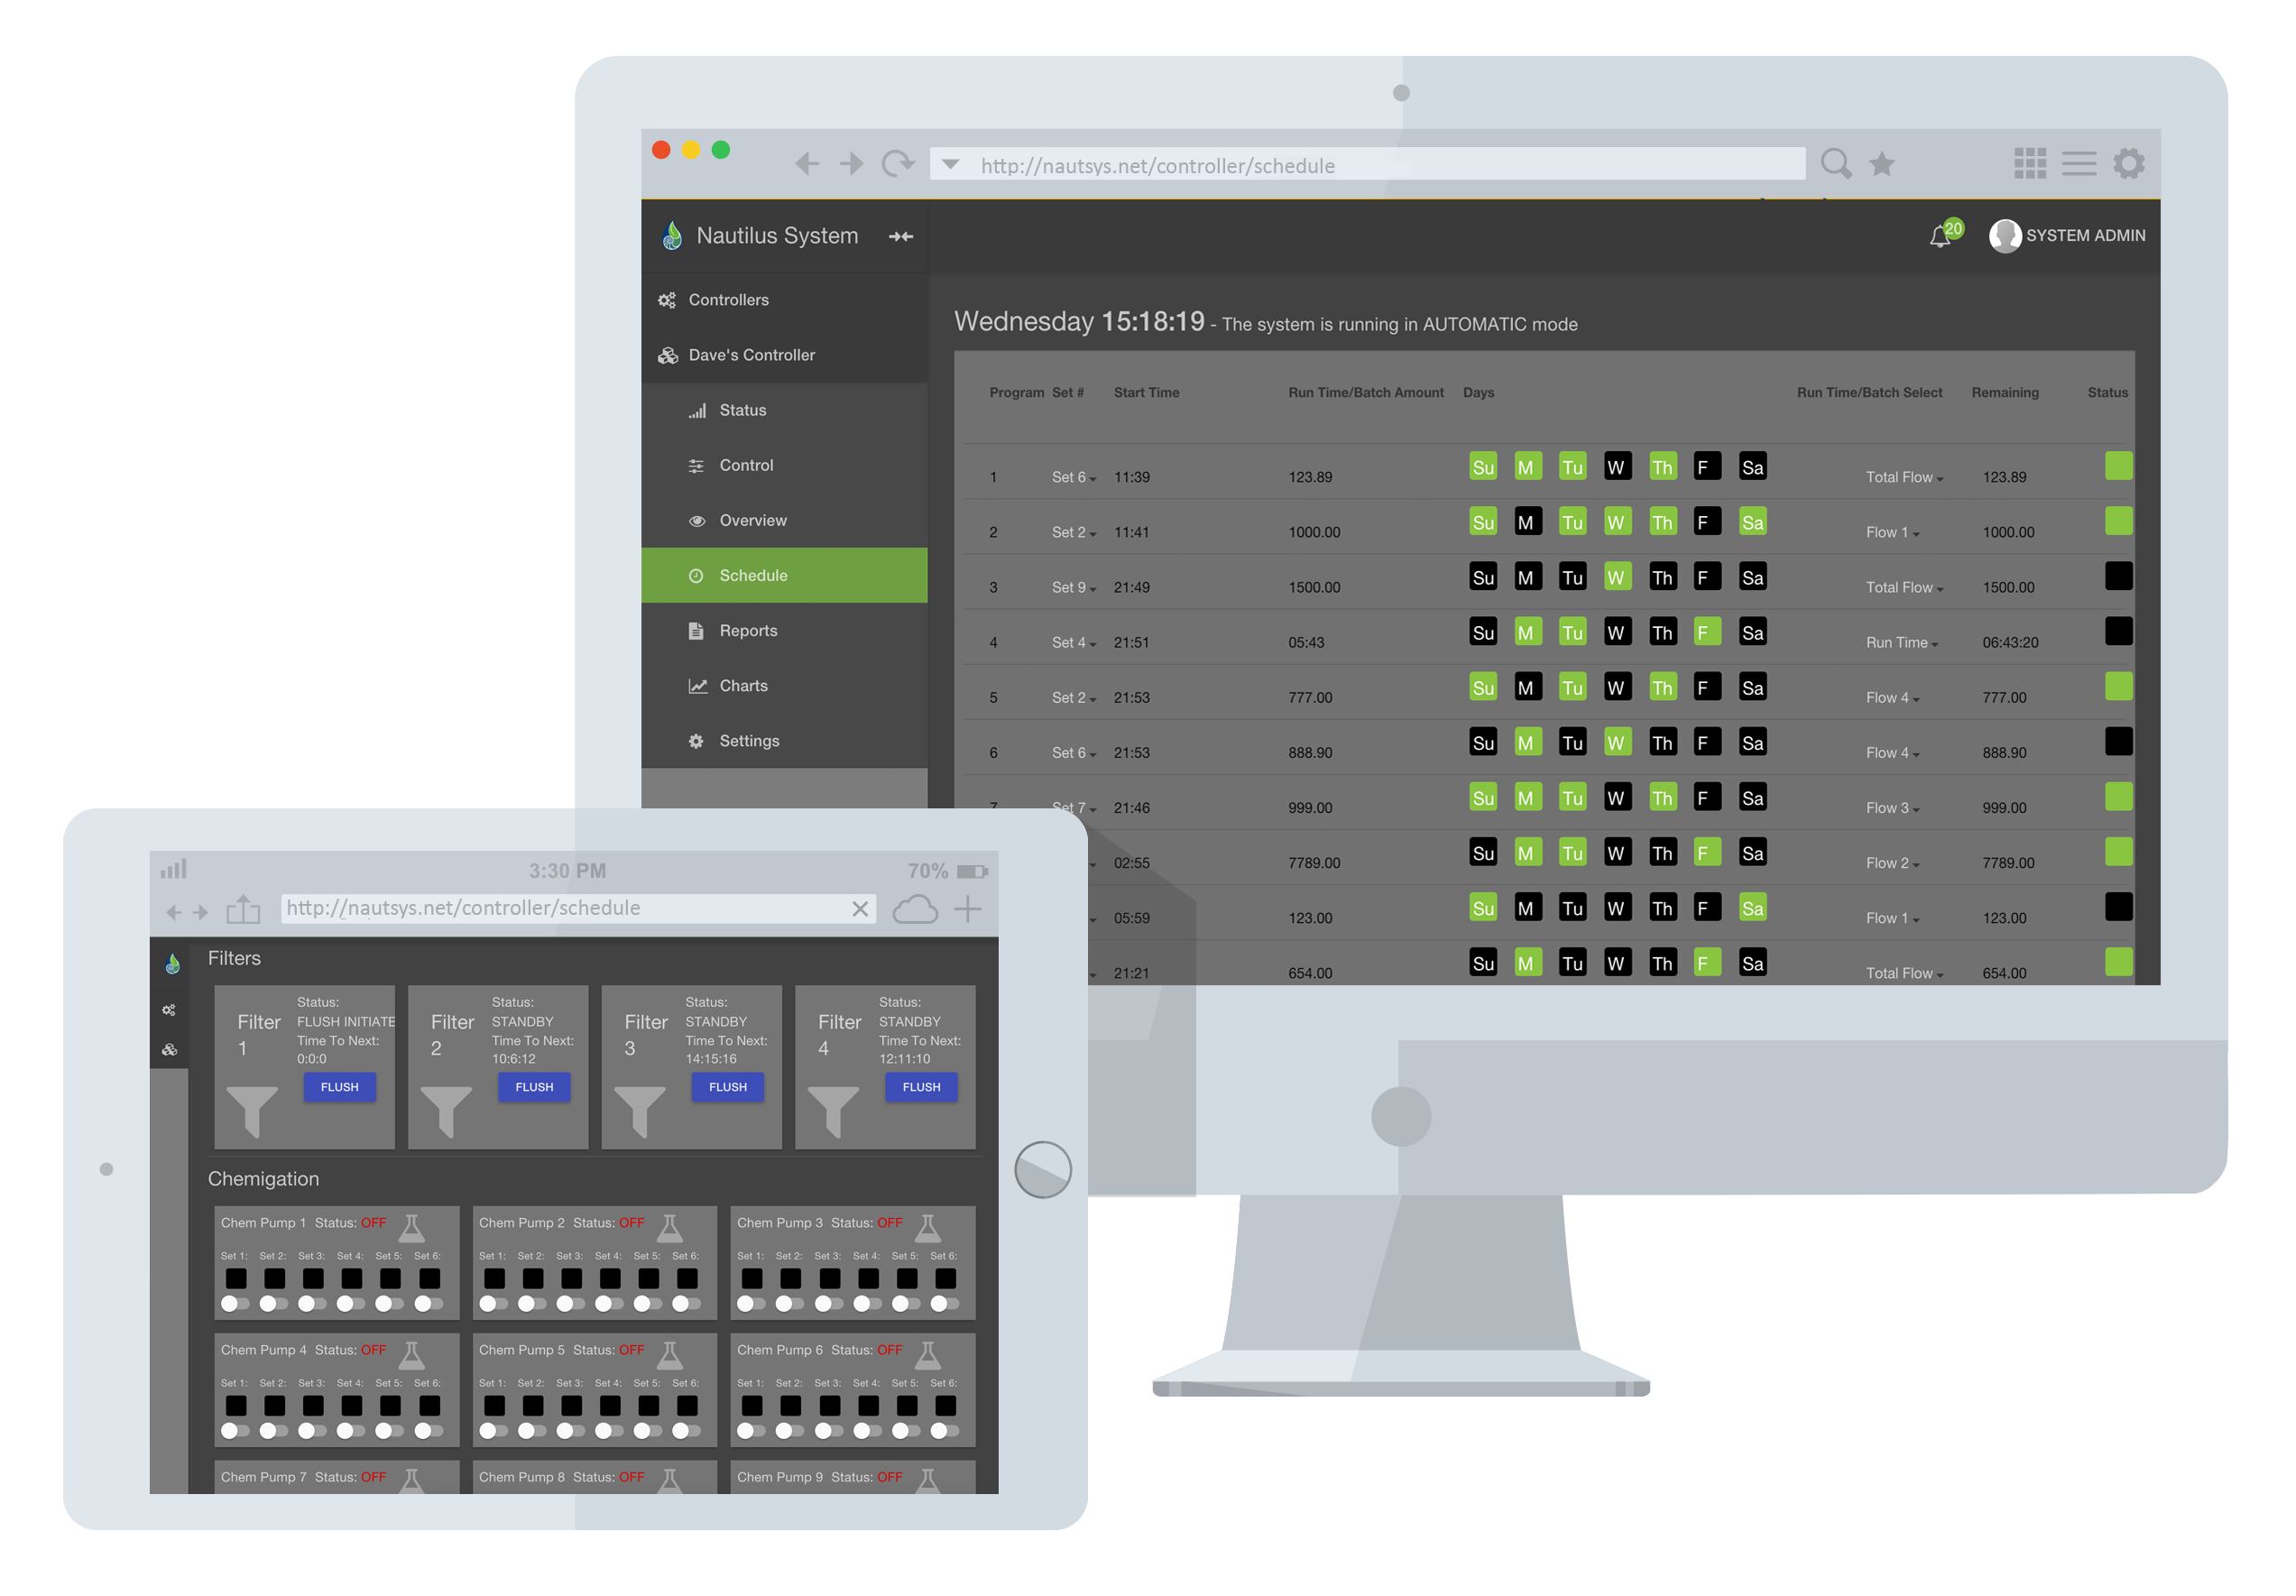 http://nautsys.net/controller/schedule
Nautilus System
20
SYSTEM ADMIN
Controllers
Dave's Controller
Status
Control
Overview
Schedule
Reports
Charts
Settings
Wednesday 15:18:19 - The system is running in AUTOMATIC mode
Program Set # Start Time Run Time/Batch Amount Days Run Time/Batch Select Remaining Status
1 Set 6 11:39 123.89 Su M Tu W Th F Sa Total Flow 123.89
2 Set 2 11:41 1000.00 Su M Tu W Th F Sa Flow 1 1000.00
3 Set 9 21:49 1500.00 Su M Tu W Th F Sa Total Flow 1500.00
4 Set 4 21:51 05:43 Su M Tu W Th F Sa Run Time 06:43:20
5 Set 2 21:53 777.00 Su M Tu W Th F Sa Flow 4 777.00
6 Set 6 21:53 888.90 Su M Tu W Th F Sa Flow 4 888.90
7 Set 7 21:46 999.00 Su M Tu W Th F Sa Flow 3 999.00
02:55 7789.00 Su M Tu W Th F Sa Flow 2 7789.00
05:59 123.00 Su M Tu W Th F Sa Flow 1 123.00
21:21 654.00 Su M Tu W Th F Sa Total Flow 654.00
3:30 PM
70%
http://nautsys.net/controller/schedule
Filters
Filter 1
Status:
FLUSH INITIATE
Time To Next:
0:0:0
FLUSH
Filter 2
Status:
STANDBY
Time To Next:
10:6:12
FLUSH
Filter 3
Status:
STANDBY
Time To Next:
14:15:16
FLUSH
Filter 4
Status:
STANDBY
Time To Next:
12:11:10
FLUSH
Chemigation
Chem Pump 1 Status: OFF
Set 1: Set 2: Set 3: Set 4: Set 5: Set 6:
Chem Pump 2 Status: OFF
Set 1: Set 2: Set 3: Set 4: Set 5: Set 6:
Chem Pump 3 Status: OFF
Set 1: Set 2: Set 3: Set 4: Set 5: Set 6:
Chem Pump 4 Status: OFF
Set 1: Set 2: Set 3: Set 4: Set 5: Set 6:
Chem Pump 5 Status: OFF
Set 1: Set 2: Set 3: Set 4: Set 5: Set 6:
Chem Pump 6 Status: OFF
Set 1: Set 2: Set 3: Set 4: Set 5: Set 6:
Chem Pump 7 Status: OFF
Chem Pump 8 Status: OFF
Chem Pump 9 Status: OFF